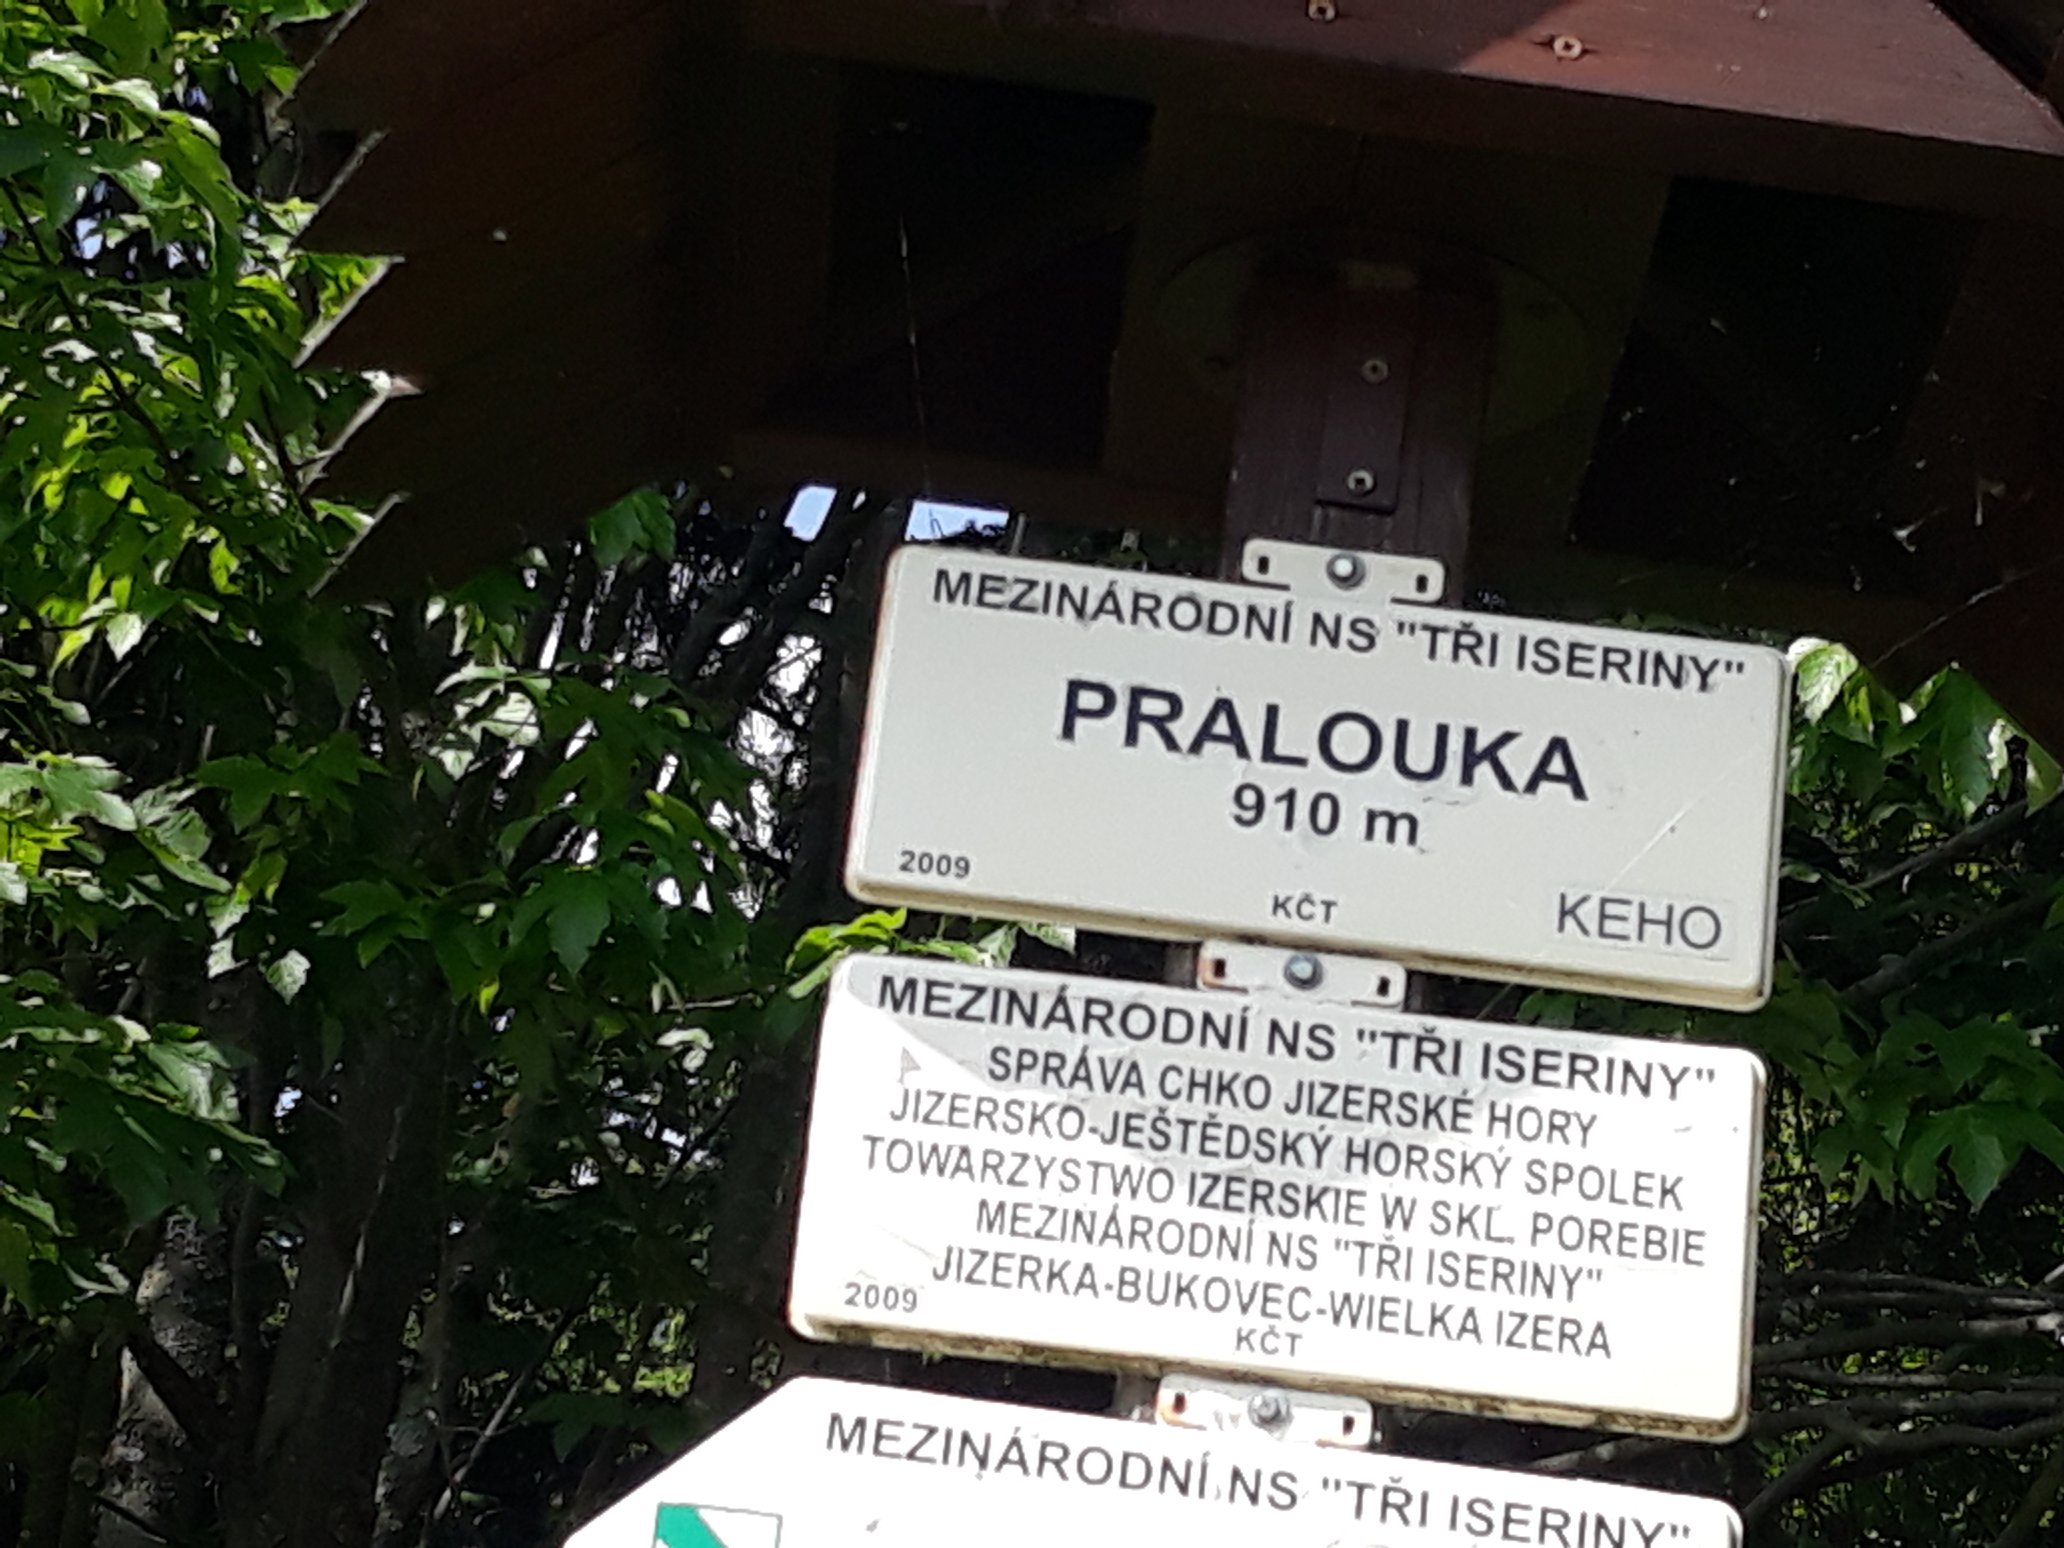 MEZINÁRODNÍ NS "TŘI ISERINY"
PRALOUKA
910 m
2009
KČT
KEHO
MEZINÁRODNÍ NS "TŘI ISERINY"
SPRÁVA CHKO JIZERSKÉ HORY
JIZERSKO-JEŠTĚDSKÝ HORSKÝ SPOLEK
TOWARZYSTWO IZERSKIE W SKL. POREBIE
MEZINÁRODNÍ NS "TŘI ISERINY"
JIZERKA-BUKOVEC-WIELKA IZERA
2009
KČT
MEZINÁRODNÍ NS "TŘI ISERINY"